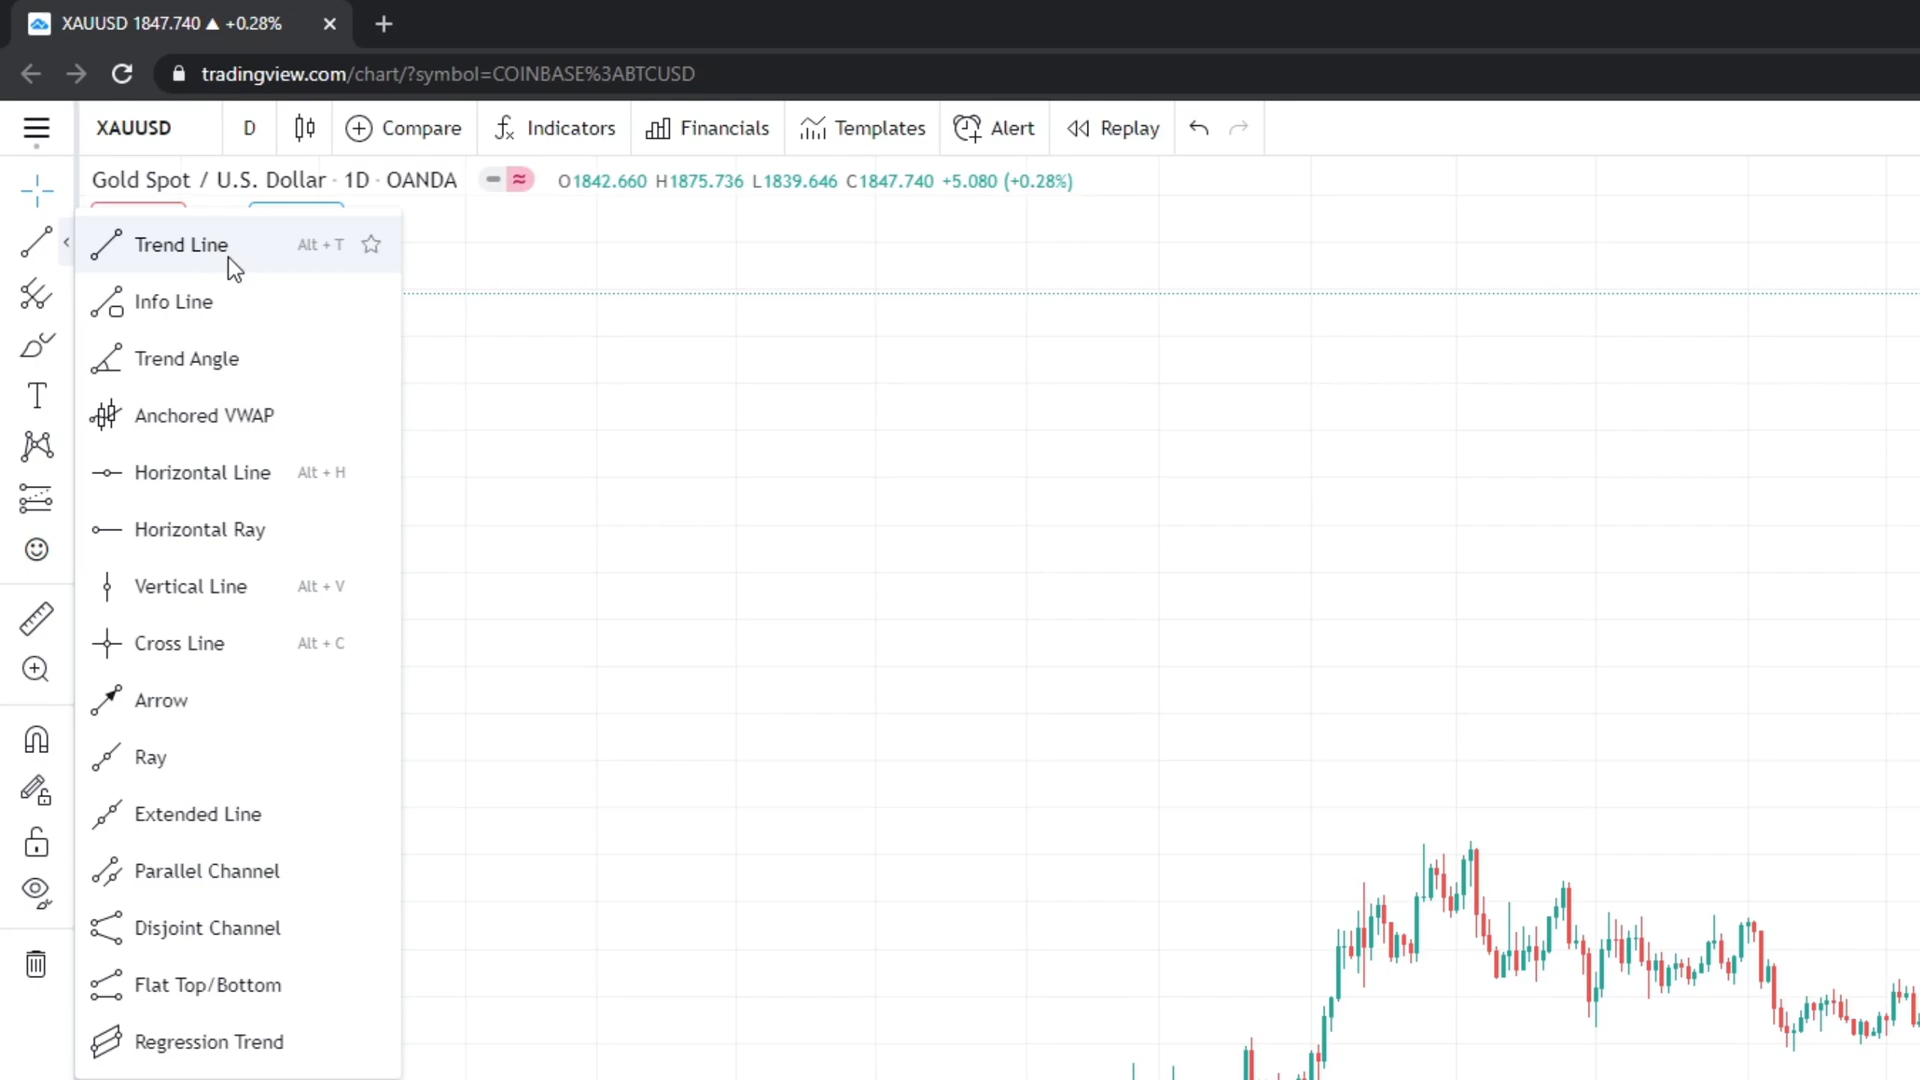 XAUUSD 1847.740 ▲ +0.28%
tradingview.com/chart/?symbol=COINBASE%3ABTCUSD
XAUUSD D Compare Indicators Financials Templates Alert Replay
Gold Spot / U.S. Dollar · 1D · OANDA O1842.660 H1875.736 L1839.646 C1847.740 +5.080 (+0.28%)
Trend Line Alt + T
Info Line
Trend Angle
Anchored VWAP
Horizontal Line Alt + H
Horizontal Ray
Vertical Line Alt + V
Cross Line Alt + C
Arrow
Ray
Extended Line
Parallel Channel
Disjoint Channel
Flat Top/Bottom
Regression Trend